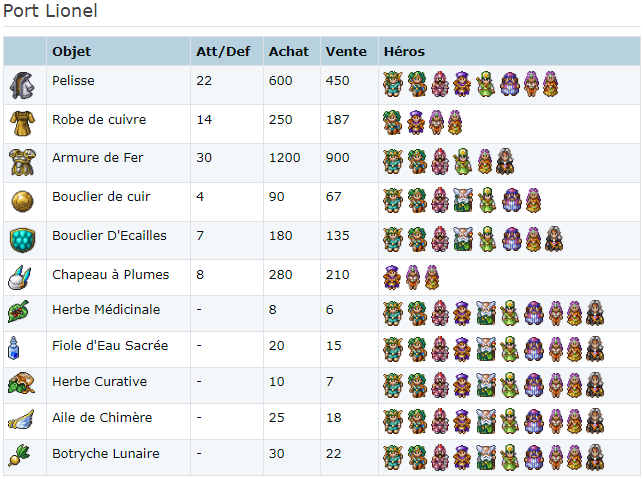 Port Lionel
Objet Att/Def Achat Vente Héros
Pelisse 22 600 450
Robe de cuivre 14 250 187
Armure de Fer 30 1200 900
Bouclier de cuir 4 90 67
Bouclier D'Ecailles 7 180 135
Chapeau à Plumes 8 280 210
Herbe Médicinale - 8 6
Fiole d'Eau Sacrée - 20 15
Herbe Curative - 10 7
Aile de Chimère - 25 18
Botryche Lunaire - 30 22